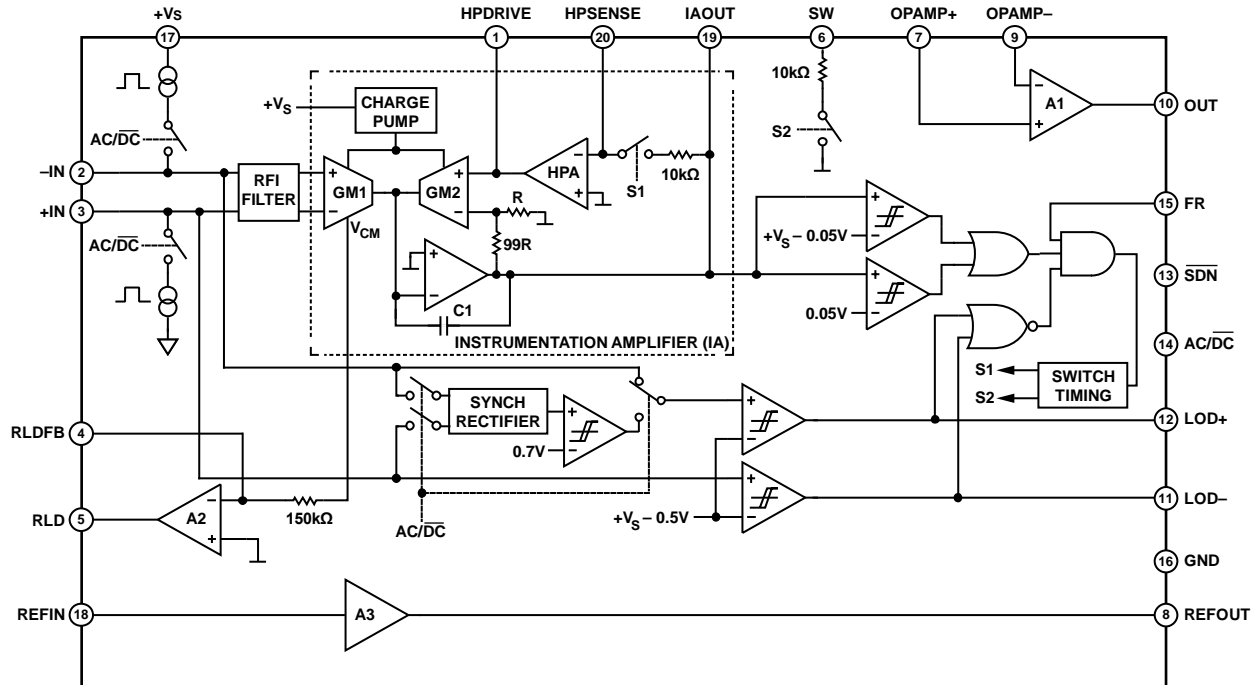 +VS
HPDRIVE
HPSENSE
IAOUT
SW
OPAMP+
OPAMP–
17
1
20
19
6
7
9
10kΩ
+VS
CHARGE PUMP
A1
–
+
10
OUT
AC/DC
S2
–IN
2
RFI FILTER
+
–
GM1
GM2
+
–
HPA
–
+
S1
10kΩ
+IN
3
R
15
FR
VCM
AC/DC
99R
+
–
+VS – 0.05V
+
–
13
SDN
+
–
0.05V
C1
INSTRUMENTATION AMPLIFIER (IA)
14
AC/DC
S1
S2
SWITCH TIMING
SYNCH RECTIFIER
+
–
0.7V
+
–
12
LOD+
RLDFB
4
+
–
11
LOD–
+VS – 0.5V
AC/DC
150kΩ
RLD
5
A2
–
+
16
GND
REFIN
18
A3
8
REFOUT